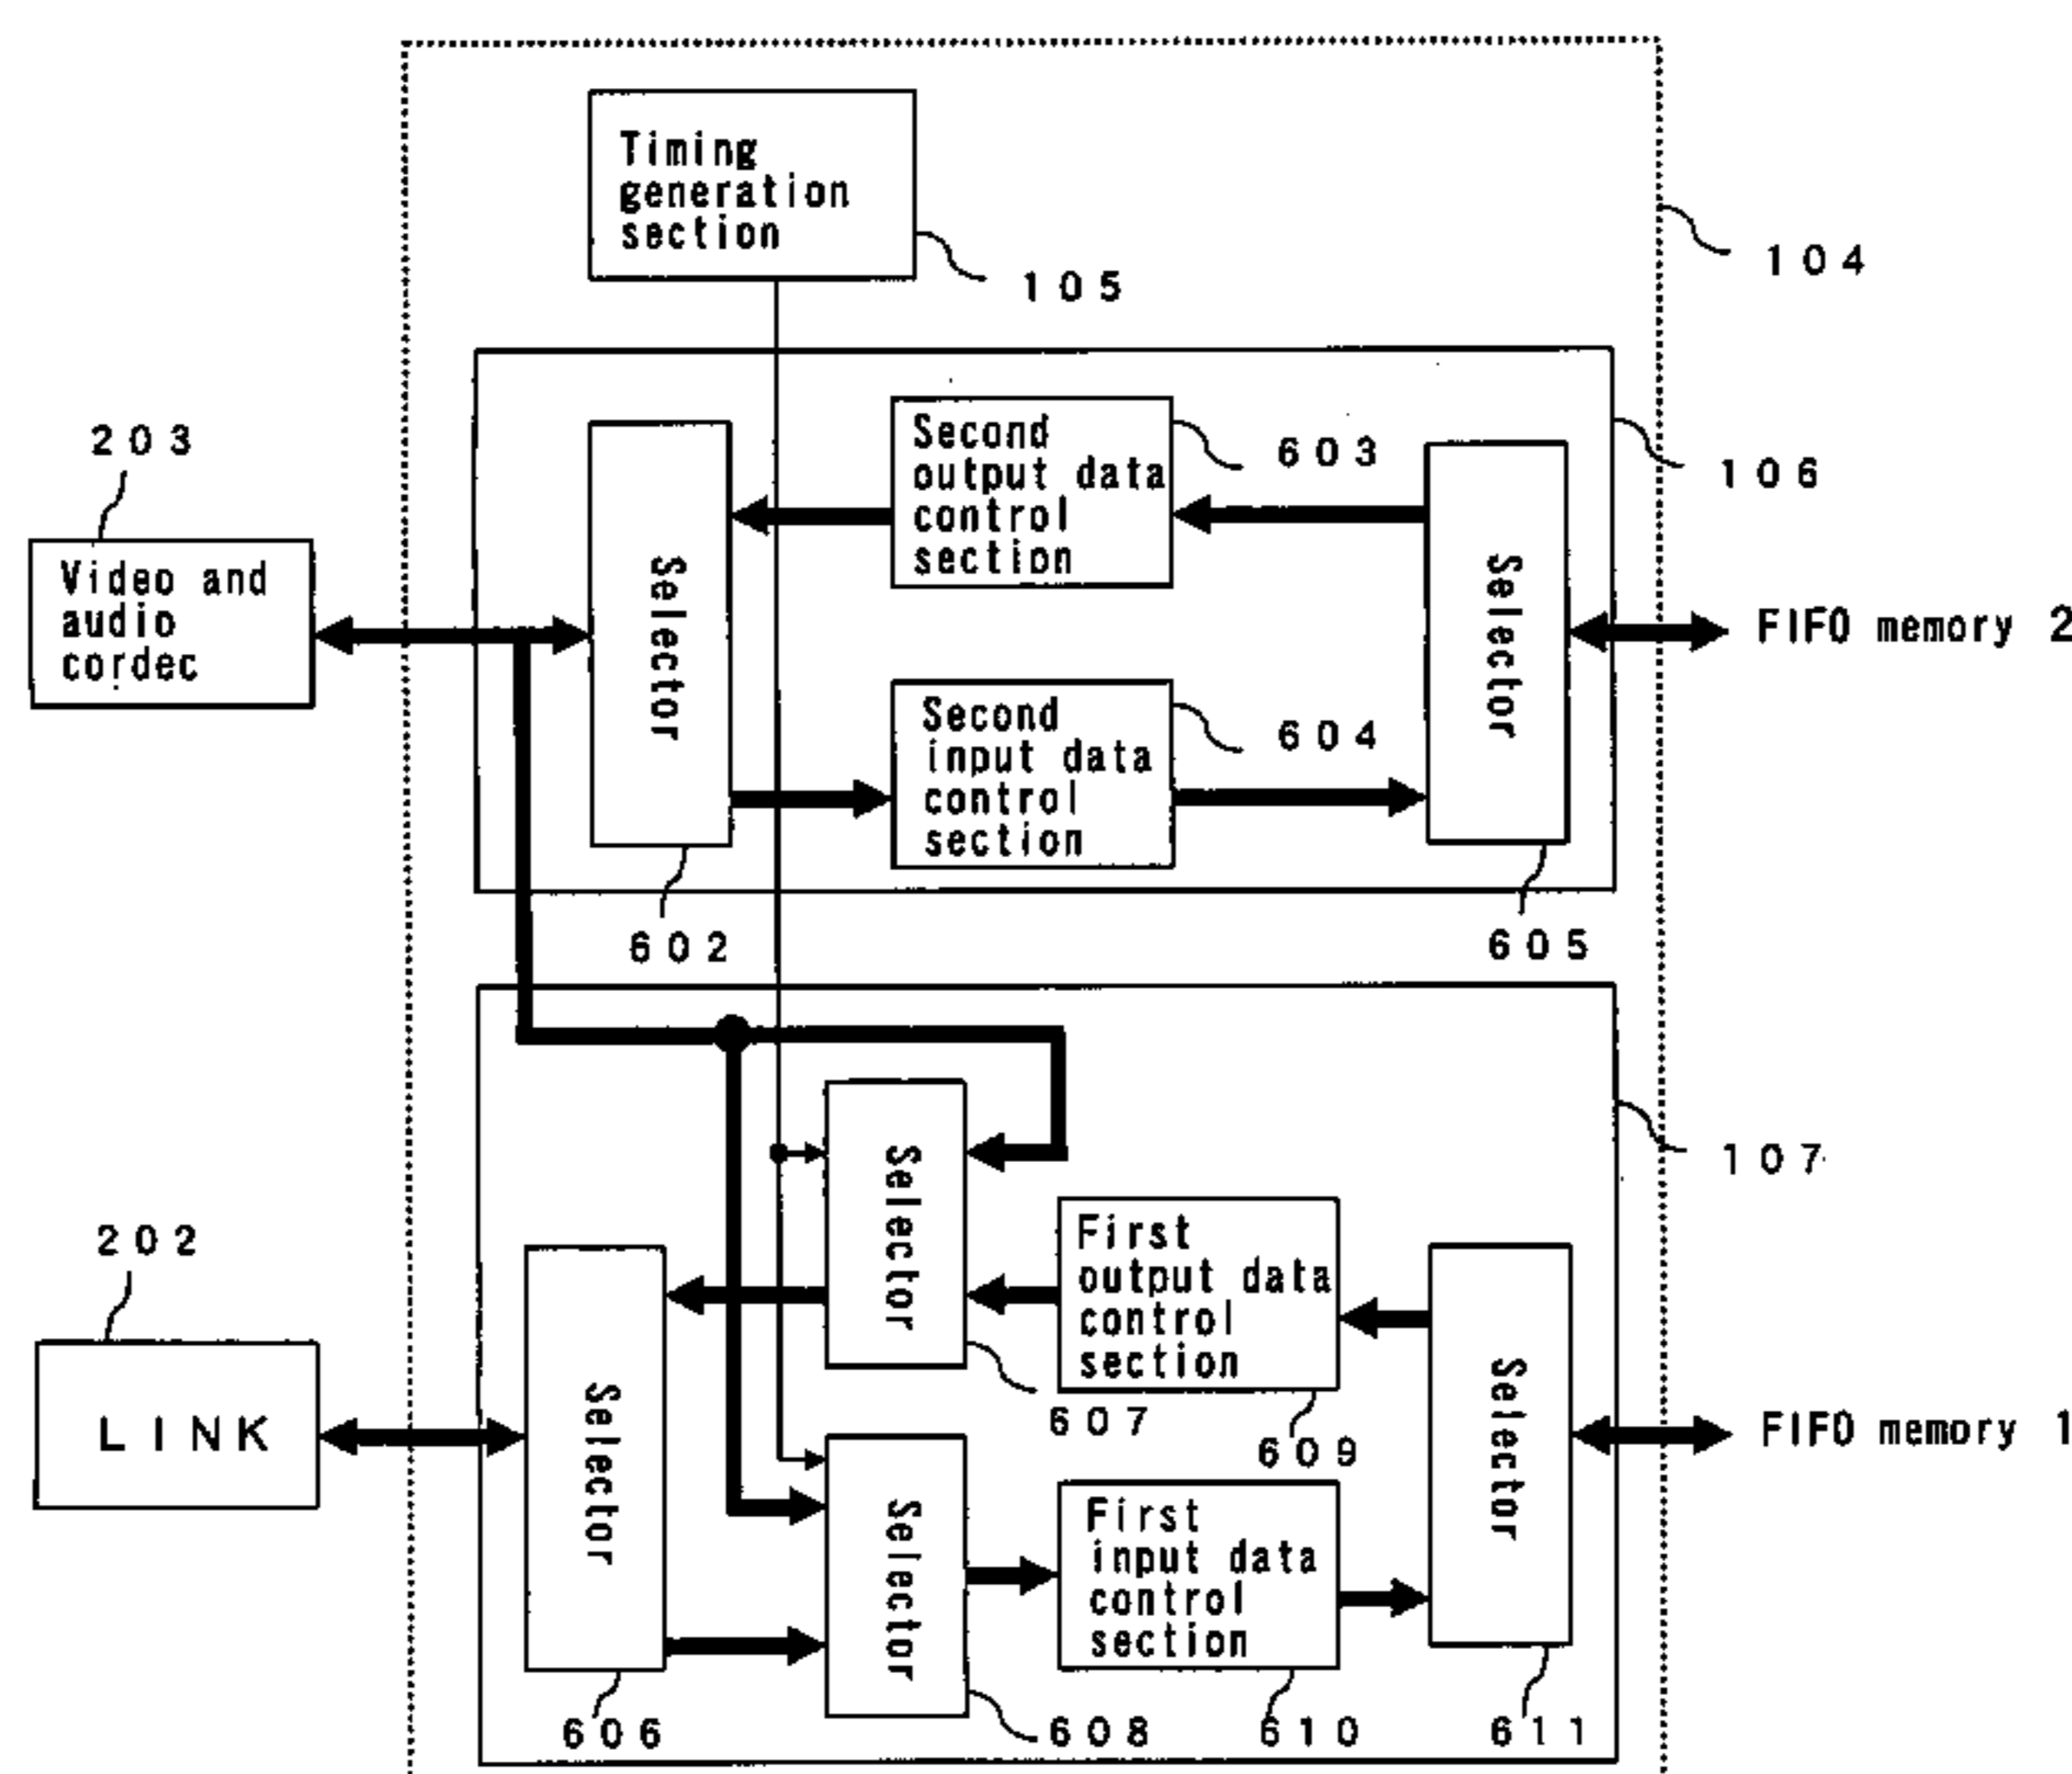 Timing
generation
section
105
104
203
Video and
audio
cordec
Selector
602
Second
output data
control
section
603
Second
input data
control
section
604
Selector
605
106
FIFO memory 2
202
LINK
Selector
606
Selector
607
Selector
608
First
output data
control
section
609
First
input data
control
section
610
Selector
611
107
FIFO memory 1